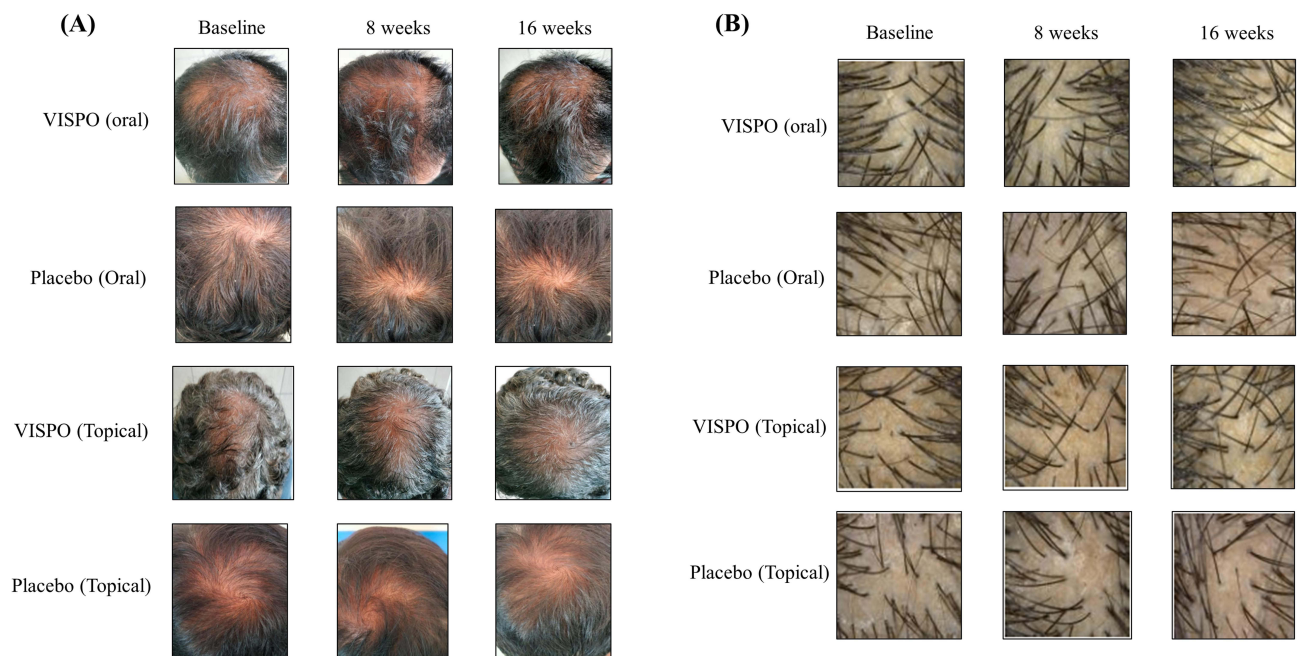 (A)
Baseline
8 weeks
16 weeks
VISPO (oral)
Placebo (Oral)
VISPO (Topical)
Placebo (Topical)
(B)
Baseline
8 weeks
16 weeks
VISPO (oral)
Placebo (Oral)
VISPO (Topical)
Placebo (Topical)